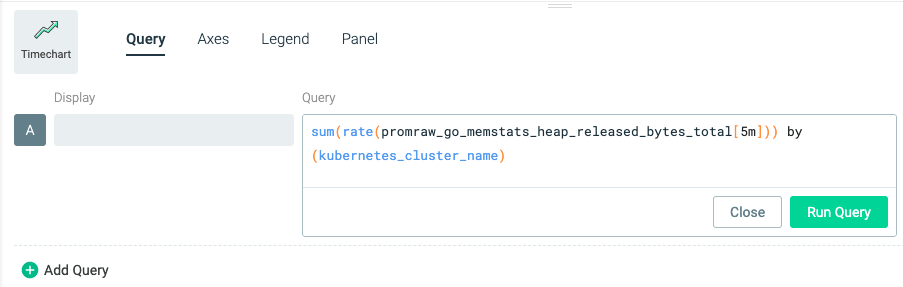 Timechart
Query Axes Legend Panel
Display Query
A
sum(rate(promraw_go_memstats_heap_released_bytes_total[5m])) by
(kubernetes_cluster_name)
Close Run Query
Add Query